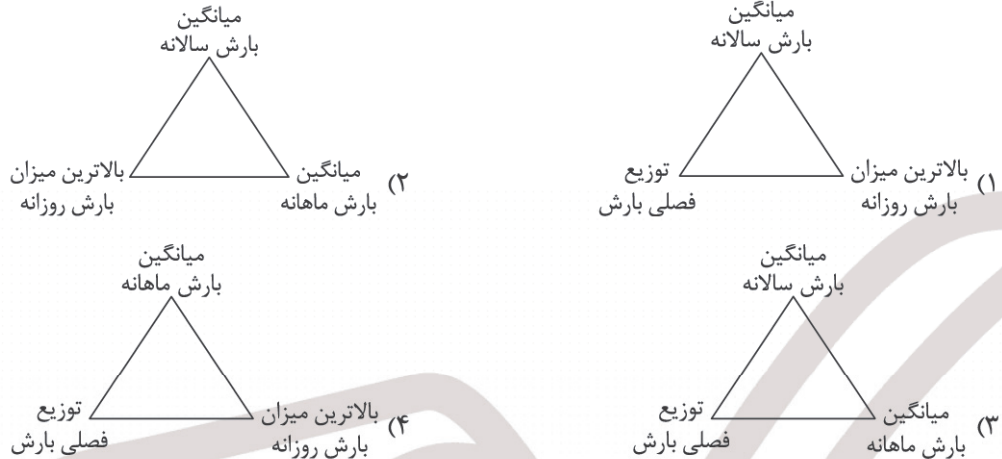 میانگین
بارش سالانه
۱) بالاترین میزان
بارش روزانه
توزیع
فصلی بارش
میانگین
بارش سالانه
۲) میانگین
بارش ماهانه
بالاترین میزان
بارش روزانه
میانگین
بارش سالانه
۳) میانگین
بارش ماهانه
توزیع
فصلی بارش
میانگین
بارش ماهانه
۴) بالاترین میزان
بارش روزانه
توزیع
فصلی بارش